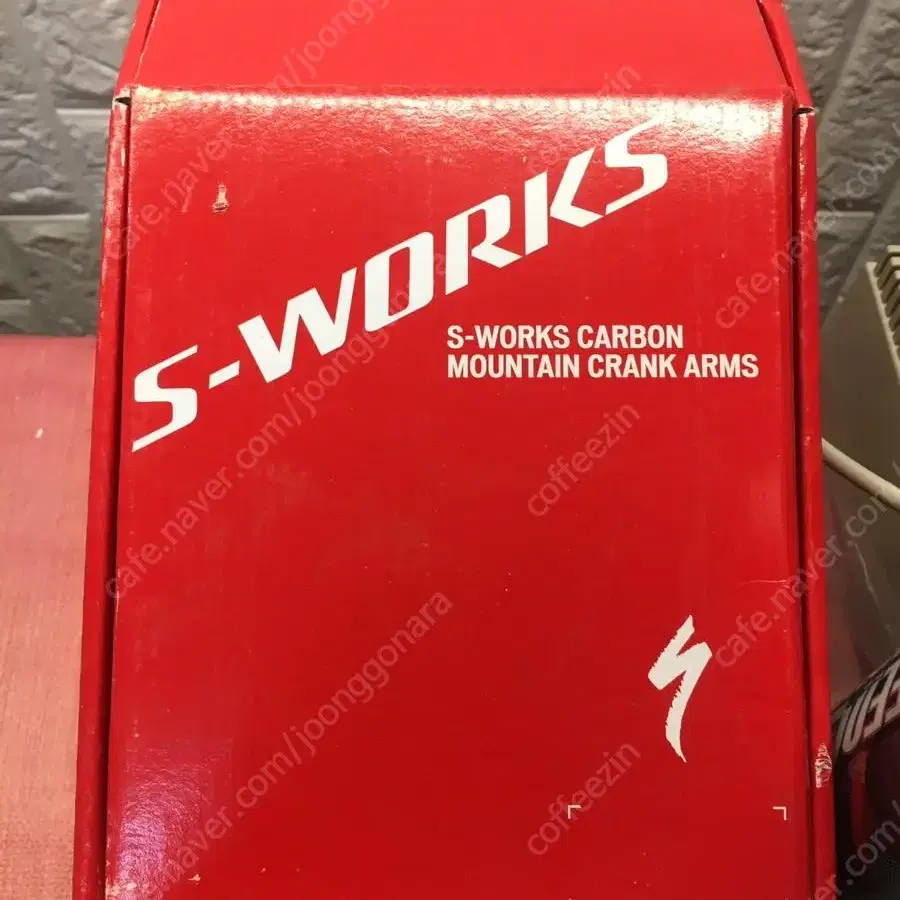 S-WORKS
S-WORKS CARBON
MOUNTAIN CRANK ARMS
cafe.naver.com/joonggonara
coffeezin